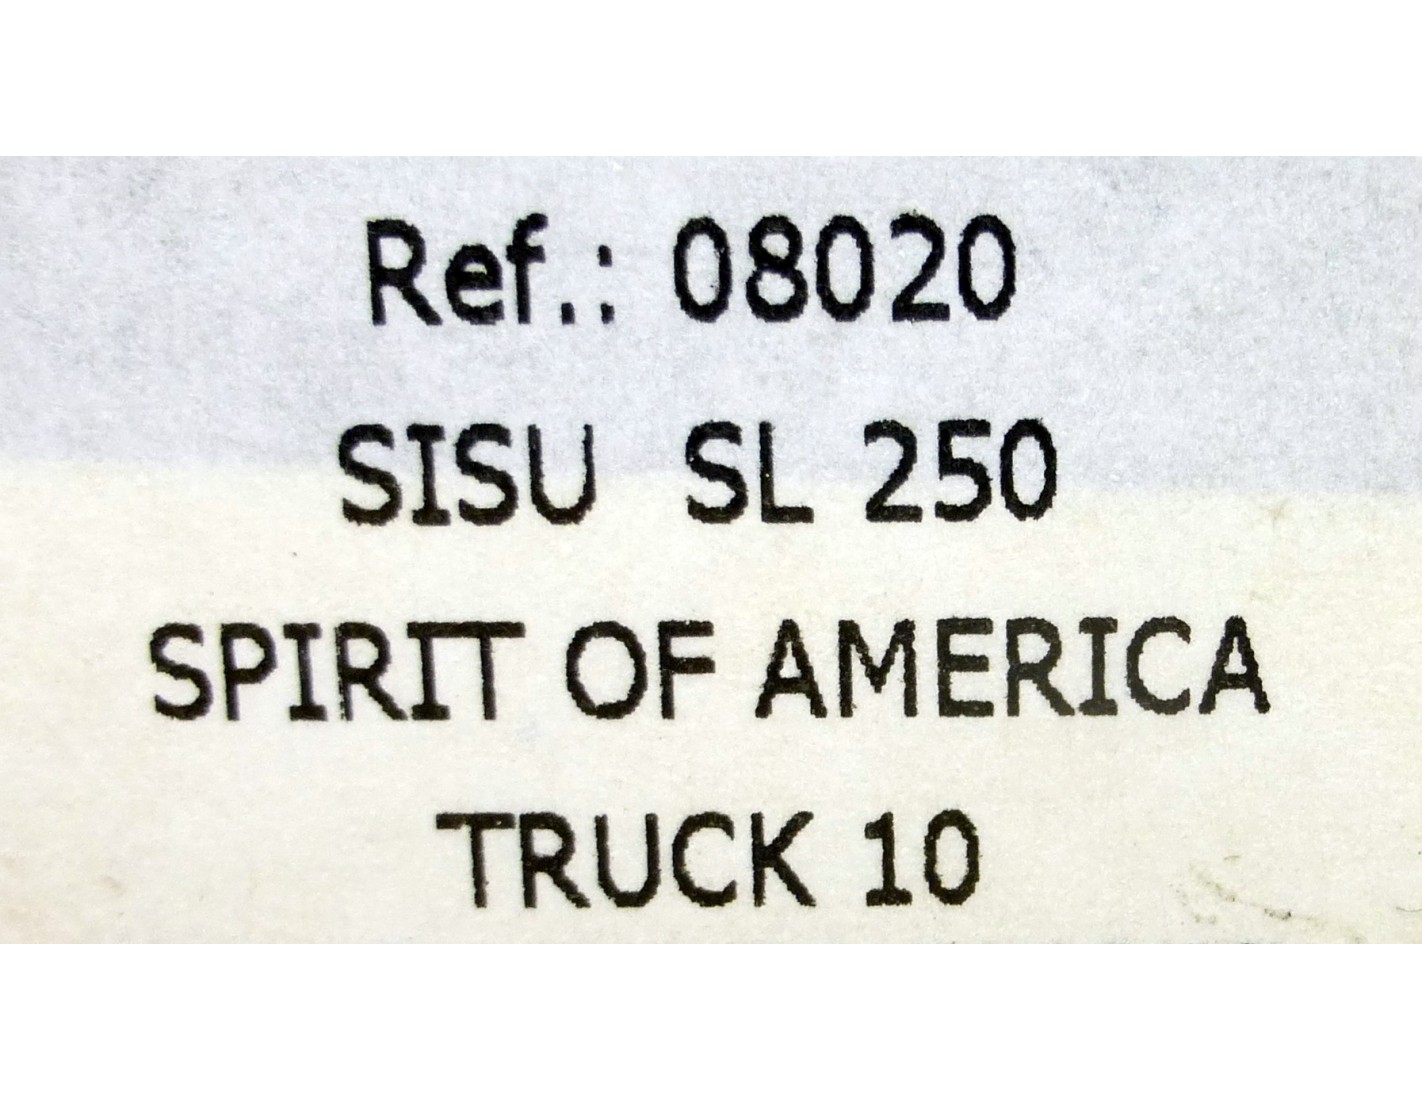 Ref.: 08020
SISU SL 250
SPIRIT OF AMERICA
TRUCK 10